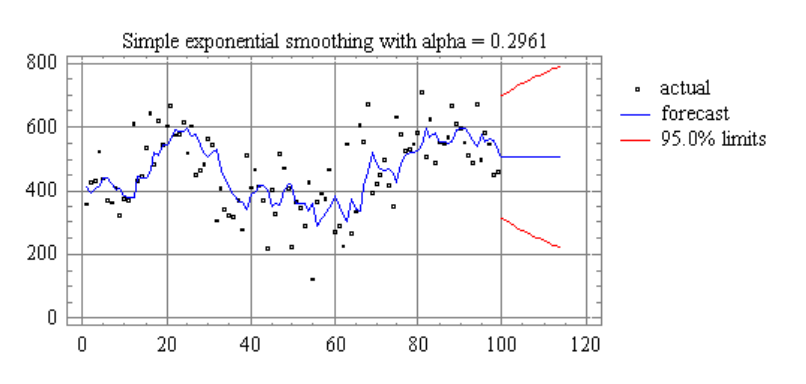 Simple exponential smoothing with alpha = 0.2961
800
600
400
200
0
0 20 40 60 80 100 120
actual
forecast
95.0% limits